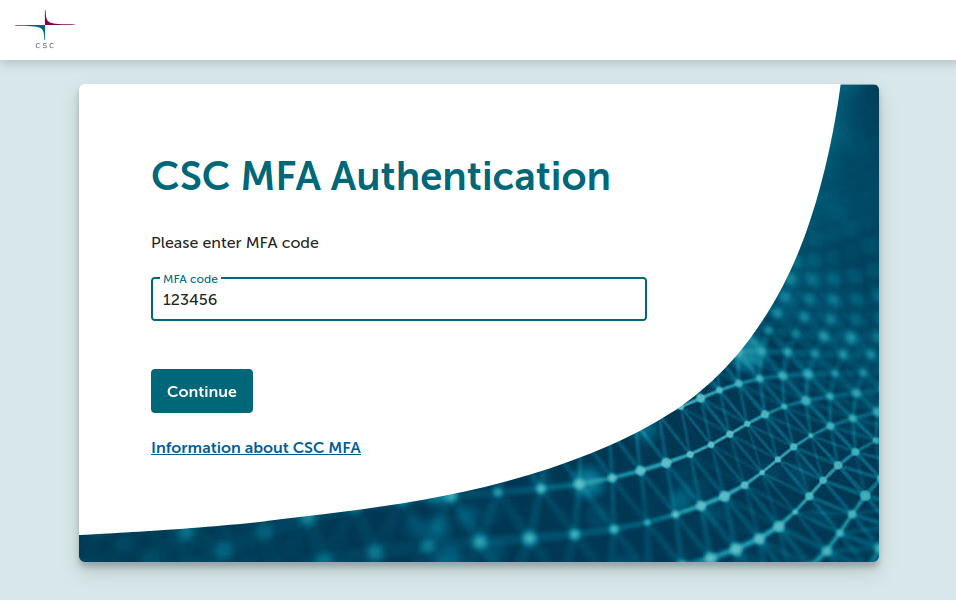 CSC
CSC MFA Authentication
Please enter MFA code
MFA code
123456
Continue
Information about CSC MFA